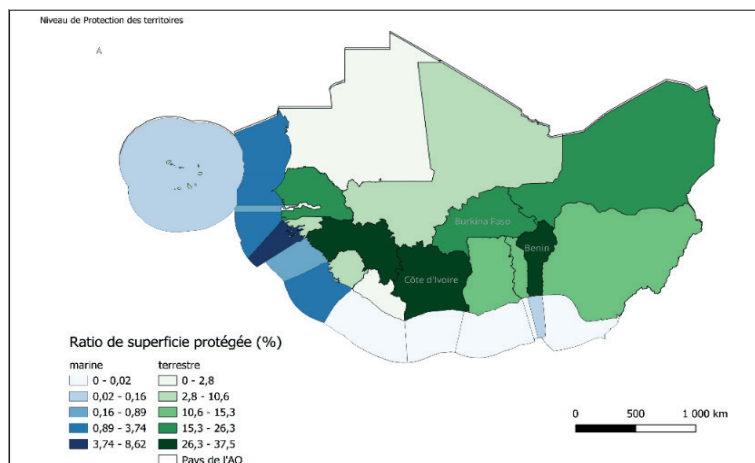 Niveau de Protection des territoires
A
Burkina Faso
Benin
Côte d'Ivoire
Ratio de superficie protégée (%)
marine terrestre
0 - 0,02 0 - 2,8
0,02 - 0,16 2,8 - 10,6
0,16 - 0,89 10,6 - 15,3
0,89 - 3,74 15,3 - 26,3
3,74 - 8,62 26,3 - 37,5
Pays de l'AO
0 500 1 000 km